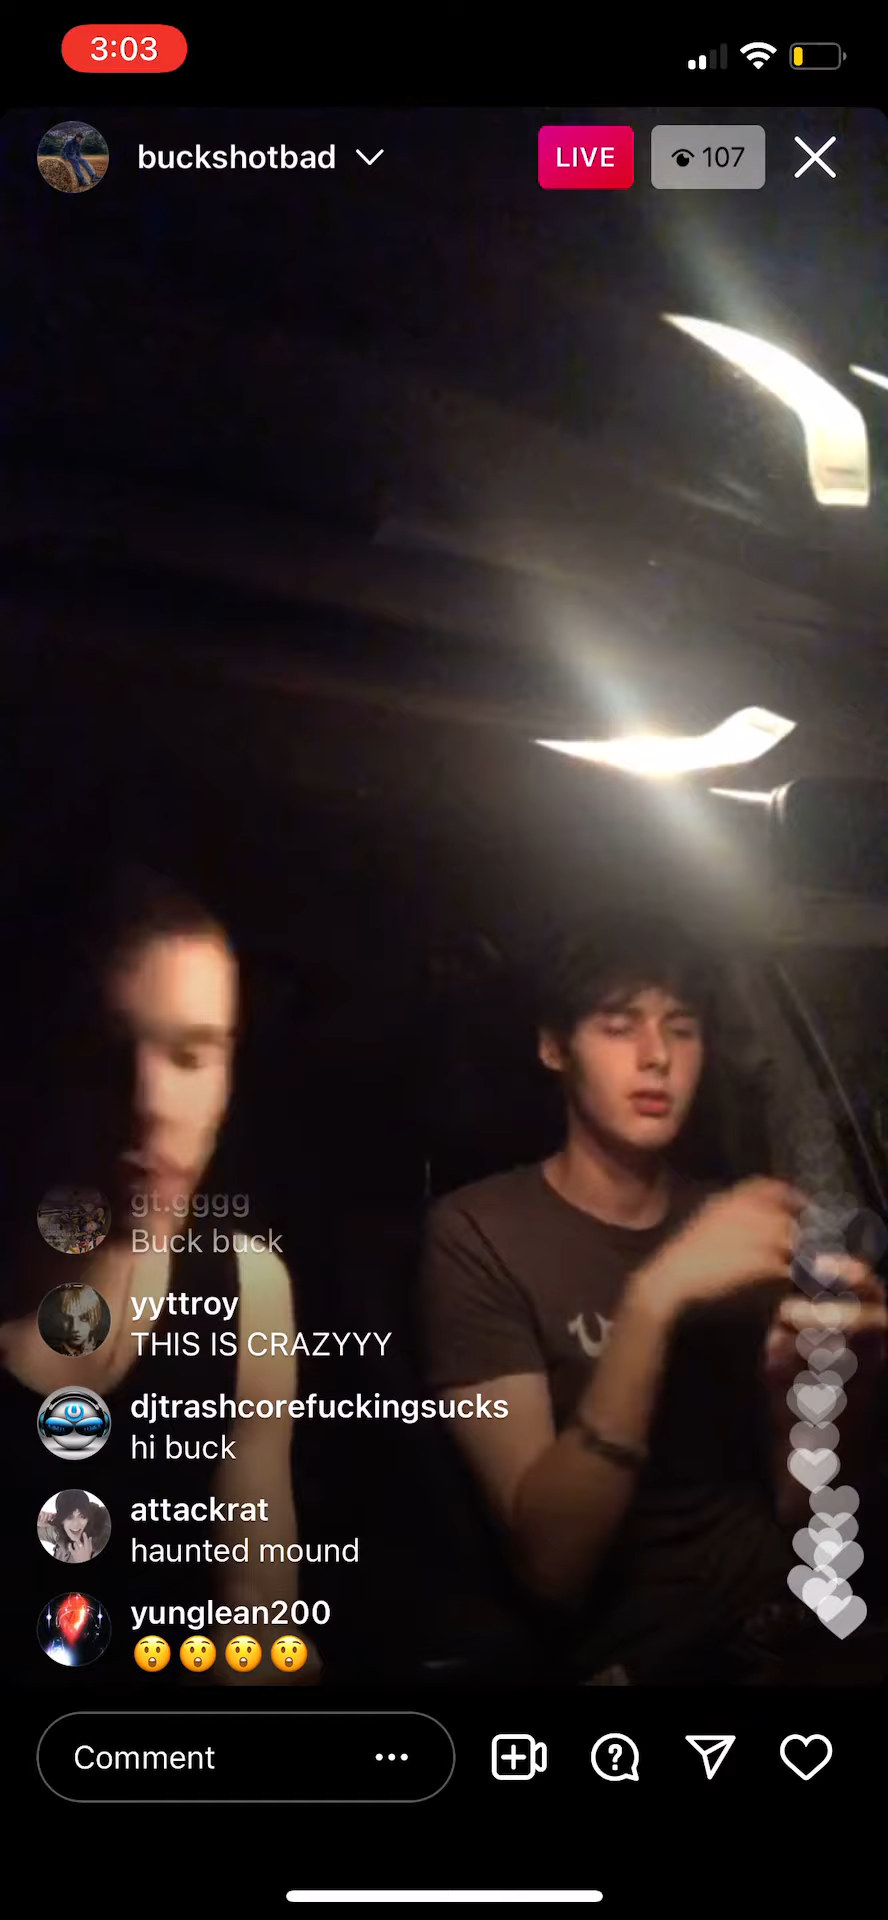 3:03
buckshotbad
LIVE
107
gt.gggg
Buck buck
yyttroy
THIS IS CRAZYYY
djtrashcorefuckingsucks
hi buck
attackrat
haunted mound
yunglean200
😲😲😲😲
Comment